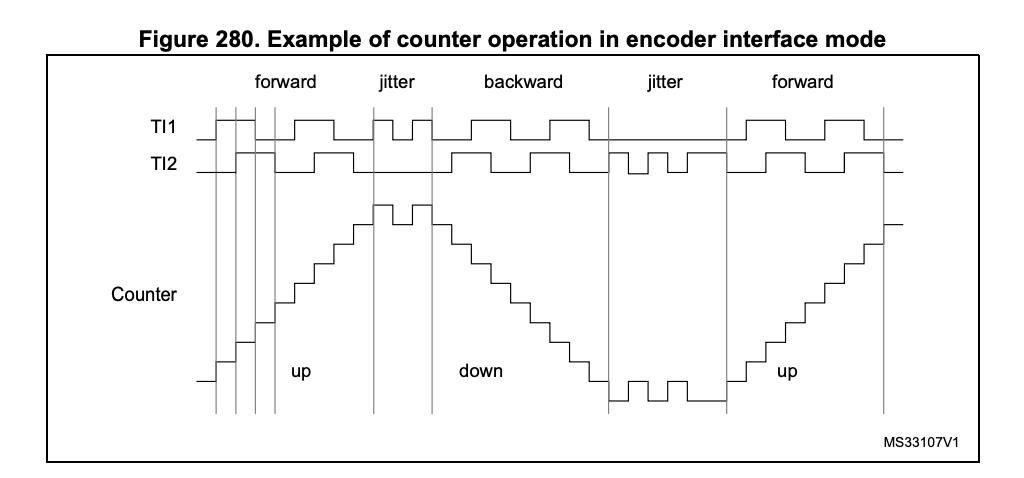 Figure 280. Example of counter operation in encoder interface mode
forward jitter backward jitter forward
TI1
TI2
Counter
up down up
MS33107V1